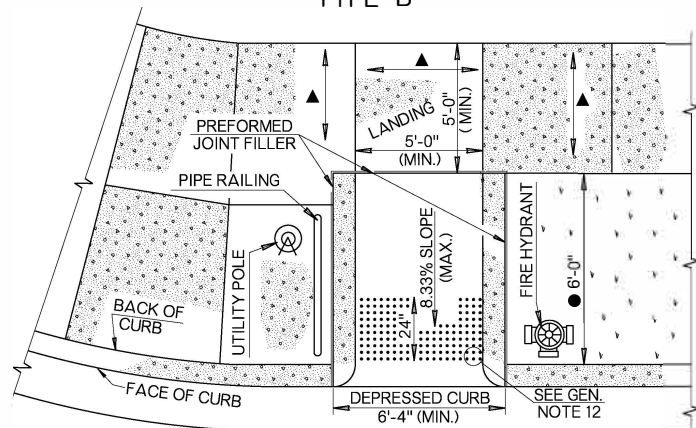 LANDING
5'-0"
(MIN.)
5'-0"
(MIN.)
PREFORMED
JOINT FILLER
PIPE RAILING
UTILITY POLE
8.33% SLOPE
(MAX.)
24"
FIRE HYDRANT
● 6'-0"
BACK OF
CURB
FACE OF CURB
DEPRESSED CURB
6'-4" (MIN.)
SEE GEN.
NOTE 12